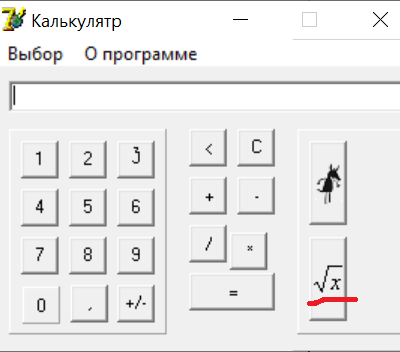 Калькулятр
Выбор О программе
1 2 3 < C
4 5 6 + -
7 8 9 / *
0 , +/- =
√x